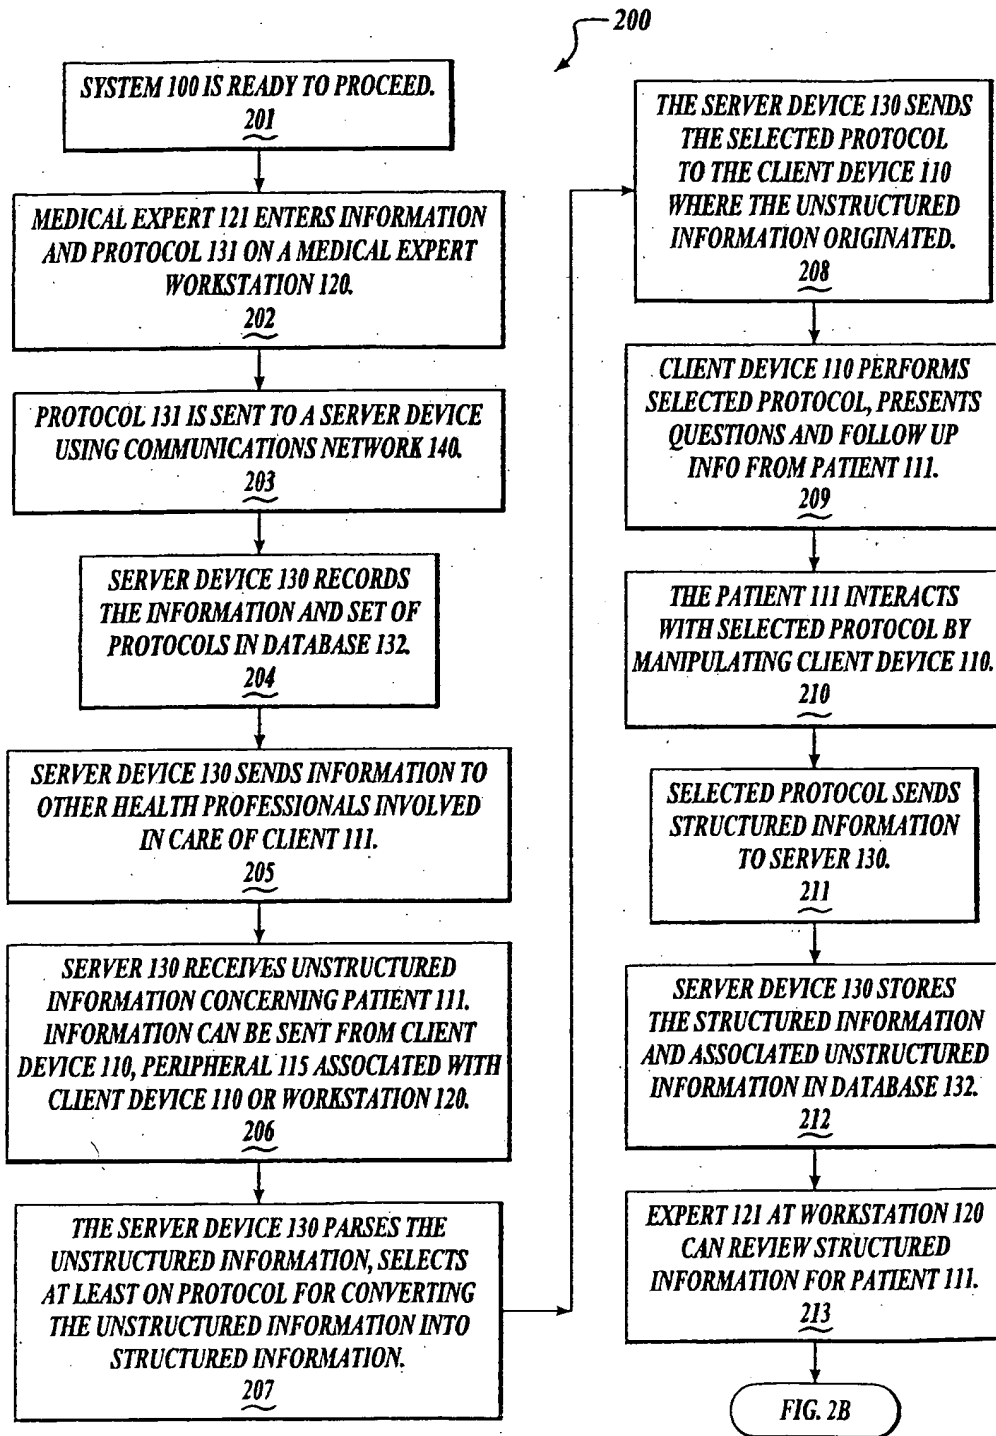 200
SYSTEM 100 IS READY TO PROCEED.
201
MEDICAL EXPERT 121 ENTERS INFORMATION
AND PROTOCOL 131 ON A MEDICAL EXPERT
WORKSTATION 120.
202
PROTOCOL 131 IS SENT TO A SERVER DEVICE
USING COMMUNICATIONS NETWORK 140.
203
SERVER DEVICE 130 RECORDS
THE INFORMATION AND SET OF
PROTOCOLS IN DATABASE 132.
204
SERVER DEVICE 130 SENDS INFORMATION TO
OTHER HEALTH PROFESSIONALS INVOLVED
IN CARE OF CLIENT 111.
205
SERVER 130 RECEIVES UNSTRUCTURED
INFORMATION CONCERNING PATIENT 111.
INFORMATION CAN BE SENT FROM CLIENT
DEVICE 110, PERIPHERAL 115 ASSOCIATED WITH
CLIENT DEVICE 110 OR WORKSTATION 120.
206
THE SERVER DEVICE 130 PARSES THE
UNSTRUCTURED INFORMATION, SELECTS
AT LEAST ON PROTOCOL FOR CONVERTING
THE UNSTRUCTURED INFORMATION INTO
STRUCTURED INFORMATION.
207
THE SERVER DEVICE 130 SENDS
THE SELECTED PROTOCOL
TO THE CLIENT DEVICE 110
WHERE THE UNSTRUCTURED
INFORMATION ORIGINATED.
208
CLIENT DEVICE 110 PERFORMS
SELECTED PROTOCOL, PRESENTS
QUESTIONS AND FOLLOW UP
INFO FROM PATIENT 111.
209
THE PATIENT 111 INTERACTS
WITH SELECTED PROTOCOL BY
MANIPULATING CLIENT DEVICE 110.
210
SELECTED PROTOCOL SENDS
STRUCTURED INFORMATION
TO SERVER 130.
211
SERVER DEVICE 130 STORES
THE STRUCTURED INFORMATION
AND ASSOCIATED UNSTRUCTURED
INFORMATION IN DATABASE 132.
212
EXPERT 121 AT WORKSTATION 120
CAN REVIEW STRUCTURED
INFORMATION FOR PATIENT 111.
213
FIG. 2B